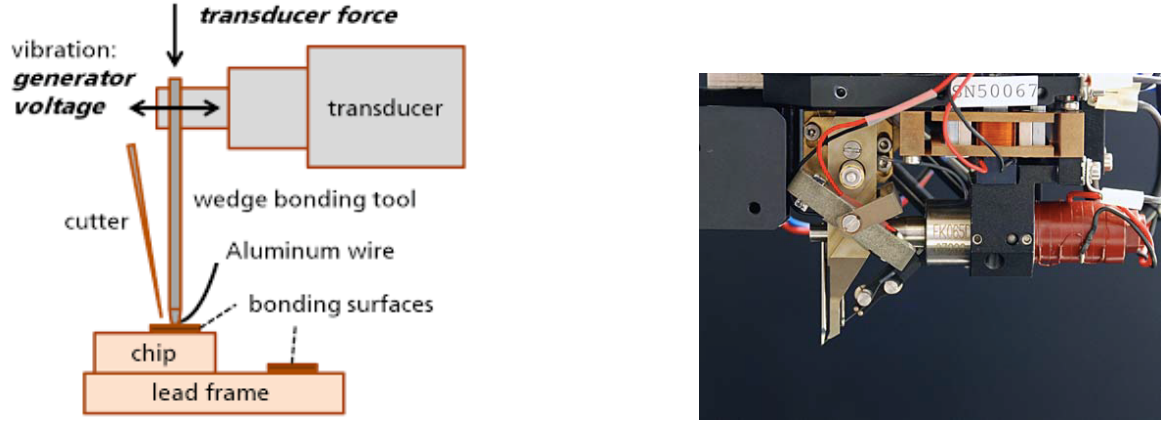 transducer force
vibration:
generator
voltage
transducer
wedge bonding tool
cutter
Aluminum wire
bonding surfaces
chip
lead frame
SN50067